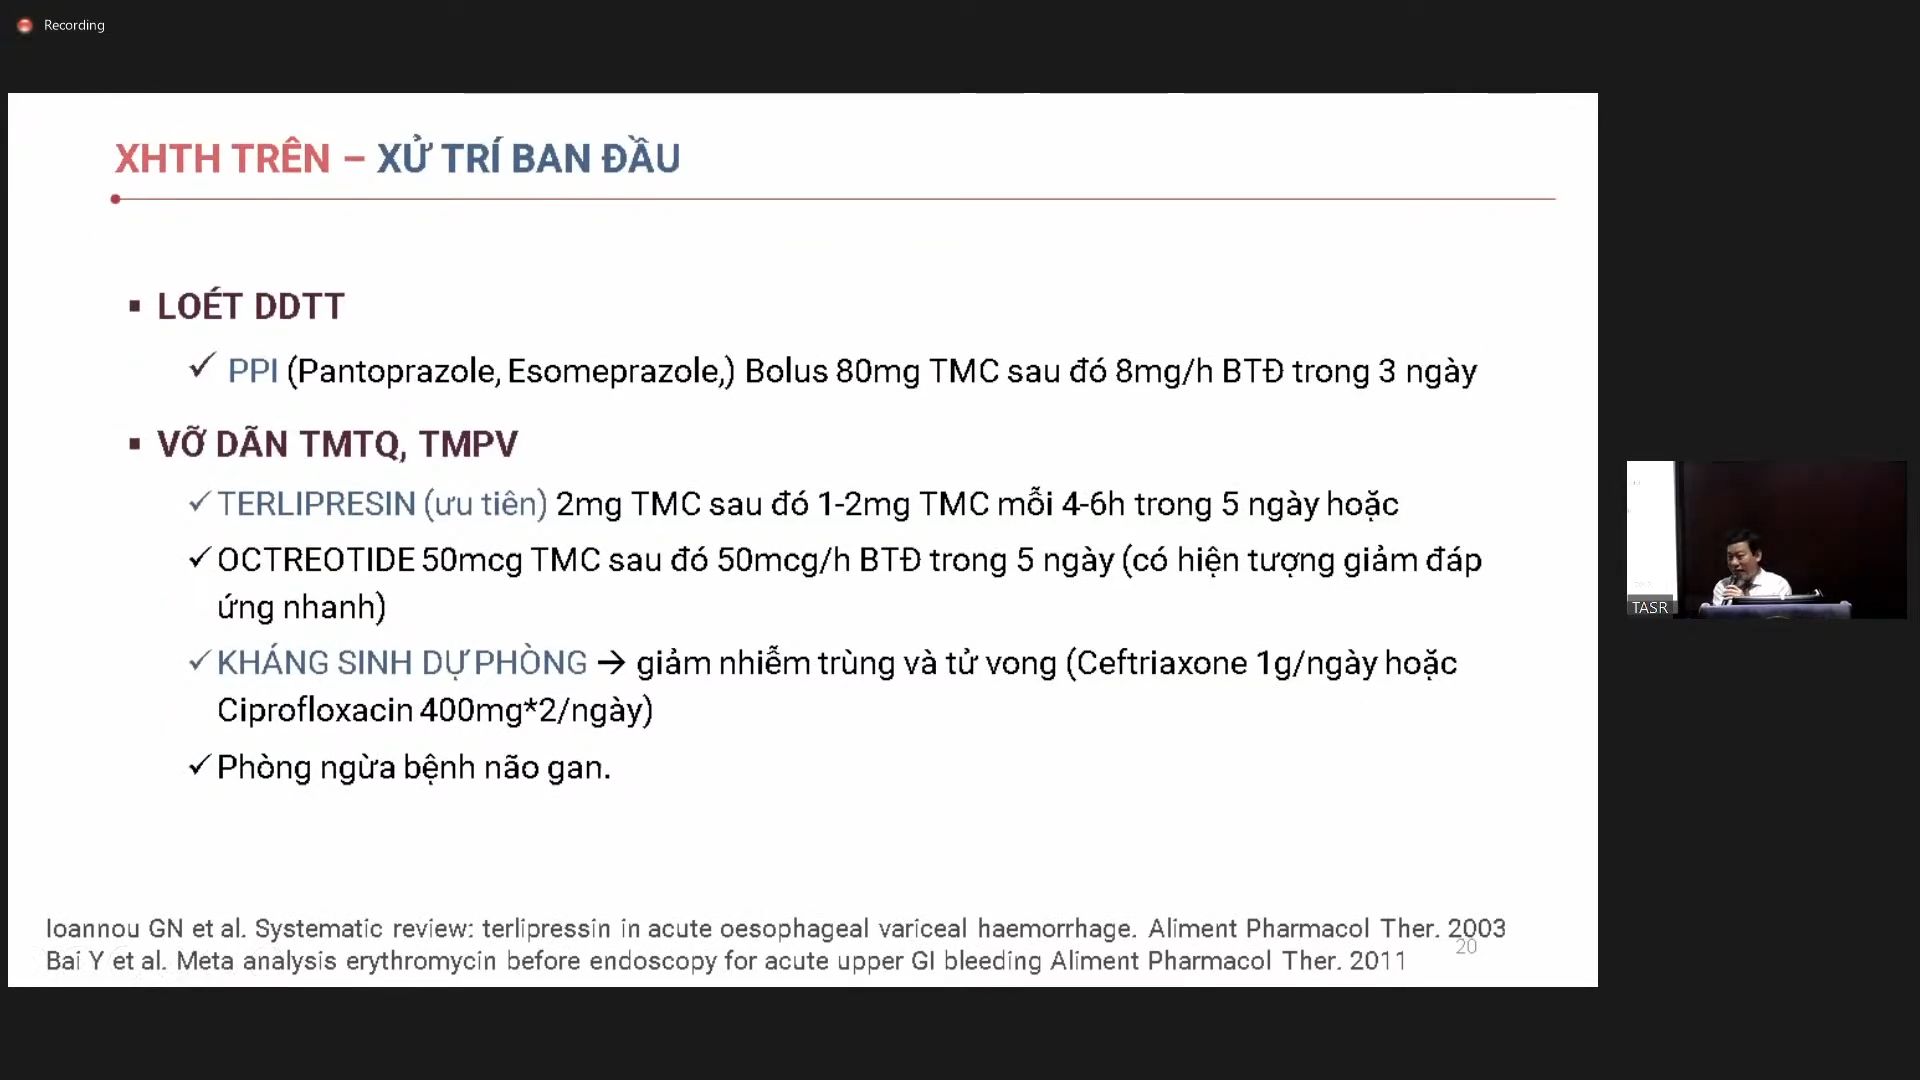 Recording
XHTH TRÊN – XỬ TRÍ BAN ĐẦU
▪ LOÉT DDTT
✓ PPI (Pantoprazole, Esomeprazole,) Bolus 80mg TMC sau đó 8mg/h BTĐ trong 3 ngày
▪ VỠ DÃN TMTQ, TMPV
✓ TERLIPRESIN (ưu tiên) 2mg TMC sau đó 1-2mg TMC mỗi 4-6h trong 5 ngày hoặc
✓ OCTREOTIDE 50mcg TMC sau đó 50mcg/h BTĐ trong 5 ngày (có hiện tượng giảm đáp
ứng nhanh)
✓ KHÁNG SINH DỰ PHÒNG → giảm nhiễm trùng và tử vong (Ceftriaxone 1g/ngày hoặc
Ciprofloxacin 400mg*2/ngày)
✓ Phòng ngừa bệnh não gan.
Ioannou GN et al. Systematic review: terlipressin in acute oesophageal variceal haemorrhage. Aliment Pharmacol Ther. 2003
Bai Y et al. Meta analysis erythromycin before endoscopy for acute upper GI bleeding Aliment Pharmacol Ther. 2011
20
TASR